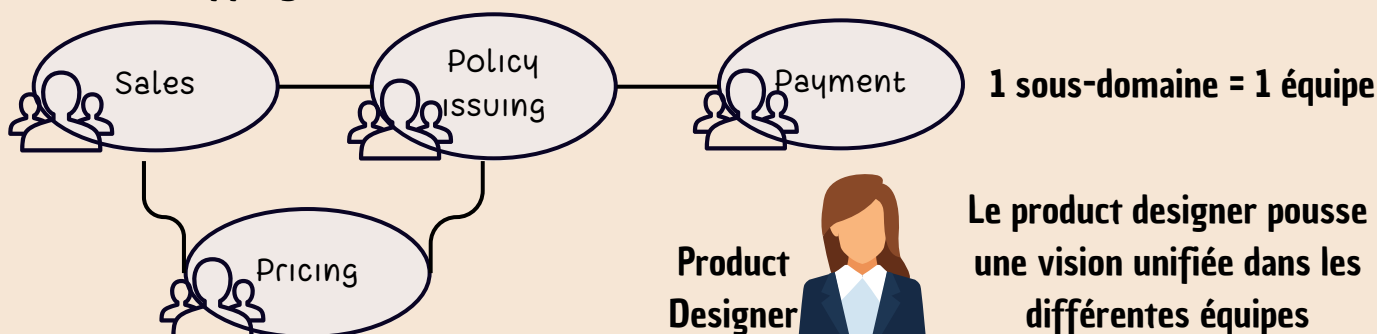 Sales
Policy
issuing
Payment
1 sous-domaine = 1 équipe
Pricing
Product
Designer
Le product designer pousse
une vision unifiée dans les
différentes équipes